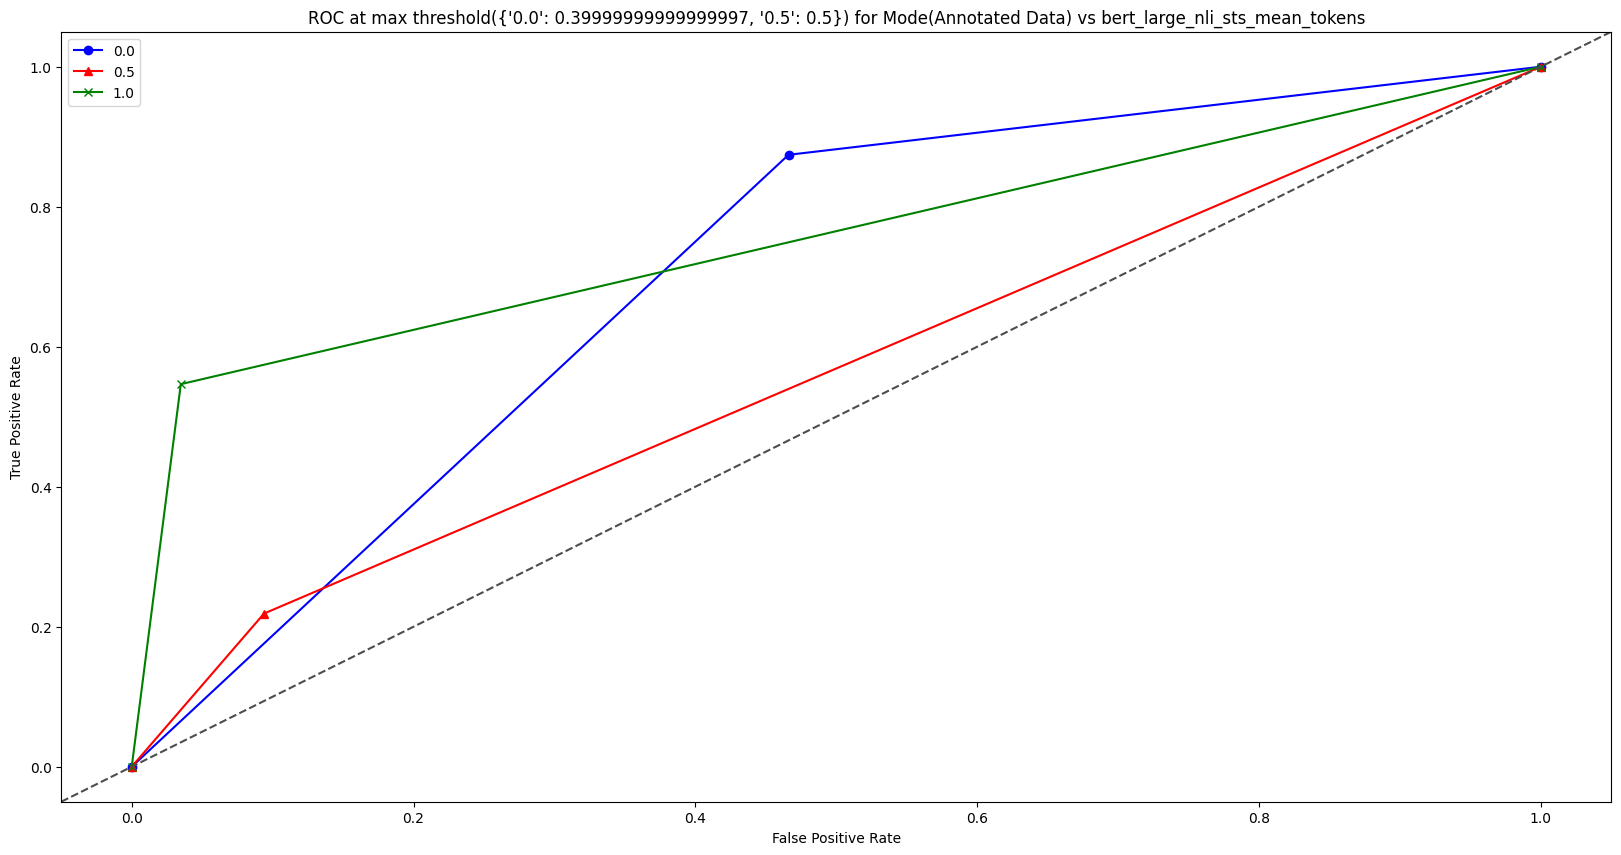 ROC at max threshold({'0.0': 0.39999999999999997, '0.5': 0.5}) for Mode(Annotated Data) vs bert_large_nli_sts_mean_tokens
0.0
0.5
1.0
1.0
0.8
0.6
0.4
0.2
0.0
True Positive Rate
0.0 0.2 0.4 0.6 0.8 1.0
False Positive Rate